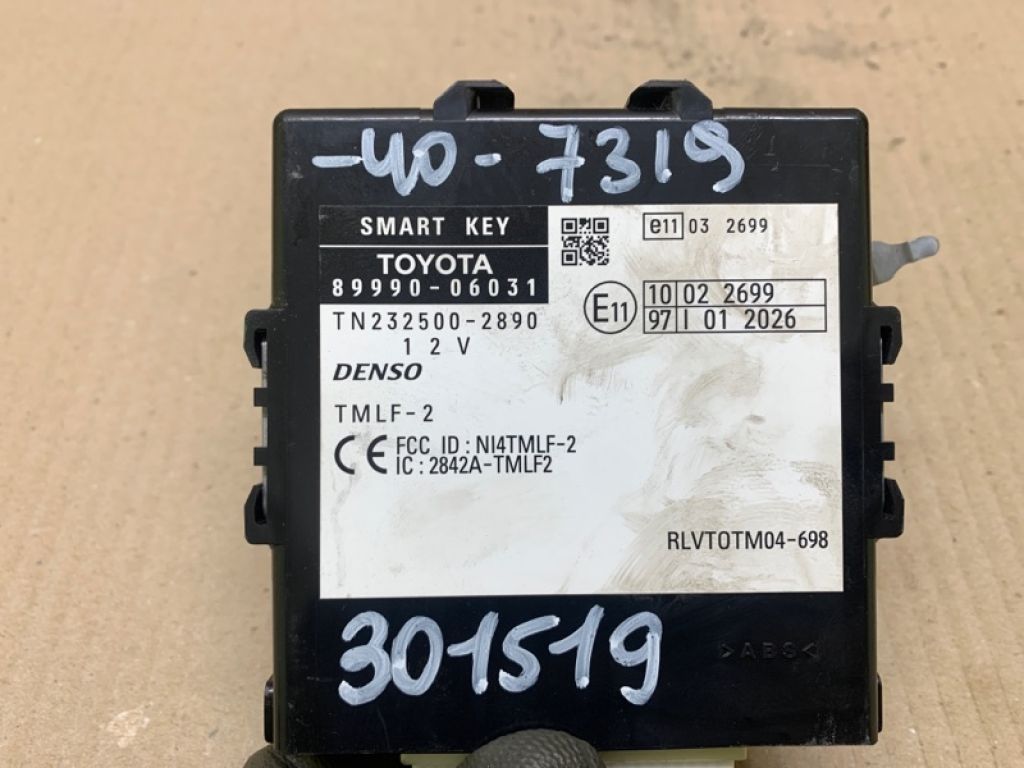 -40-7319
SMART KEY
TOYOTA
89990-06031
TN232500-2890
12V
DENSO
TMLF-2
CE FCC ID : NI4TMLF-2
IC : 2842A-TMLF2
e11 03 2699
E11
10 02 2699
97 I 01 2026
RLVTOTM04-698
301519
>ABS<